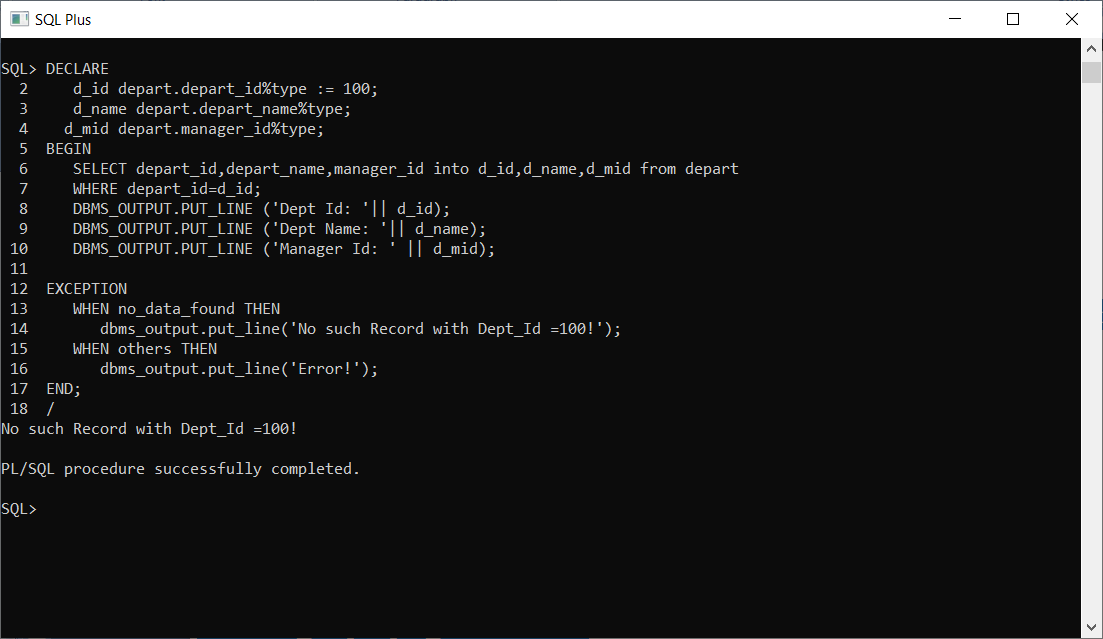 SQL Plus
SQL> DECLARE
  2     d_id depart.depart_id%type := 100;
  3     d_name depart.depart_name%type;
  4    d_mid depart.manager_id%type;
  5  BEGIN
  6     SELECT depart_id,depart_name,manager_id into d_id,d_name,d_mid from depart
  7     WHERE depart_id=d_id;
  8     DBMS_OUTPUT.PUT_LINE ('Dept Id: '|| d_id);
  9     DBMS_OUTPUT.PUT_LINE ('Dept Name: '|| d_name);
 10     DBMS_OUTPUT.PUT_LINE ('Manager Id: ' || d_mid);
 11
 12  EXCEPTION
 13     WHEN no_data_found THEN
 14        dbms_output.put_line('No such Record with Dept_Id =100!');
 15     WHEN others THEN
 16        dbms_output.put_line('Error!');
 17  END;
 18  /
No such Record with Dept_Id =100!
PL/SQL procedure successfully completed.
SQL>